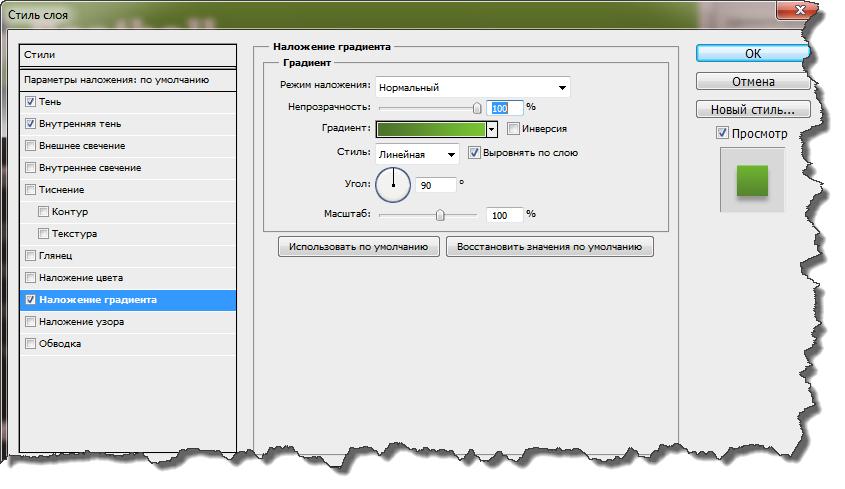 Стиль слоя
Стили
Параметры наложения: по умолчанию
Тень
Внутренняя тень
Внешнее свечение
Внутреннее свечение
Тиснение
Контур
Текстура
Глянец
Наложение цвета
Наложение градиента
Наложение узора
Обводка
Наложение градиента
Градиент
Режим наложения: Нормальный
Непрозрачность: 100 %
Градиент: Инверсия
Стиль: Линейная Выровнять по слою
Угол: 90 °
Масштаб: 100 %
Использовать по умолчанию Восстановить значения по умолчанию
ОК
Отмена
Новый стиль...
Просмотр